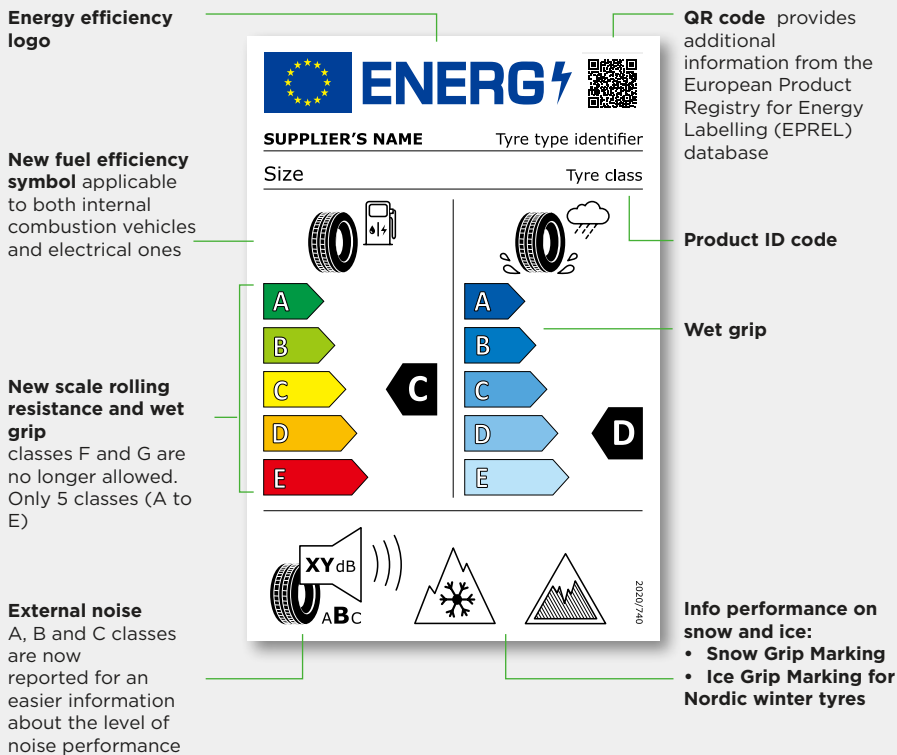 Energy efficiency
logo
New fuel efficiency
symbol applicable
to both internal
combustion vehicles
and electrical ones
New scale rolling
resistance and wet
grip
classes F and G are
no longer allowed.
Only 5 classes (A to
E)
External noise
A, B and C classes
are now
reported for an
easier information
about the level of
noise performance
ENERG
SUPPLIER'S NAME Tyre type identifier
Size Tyre class
A
B
C
D
E
C
A
B
C
D
E
D
XY dB
ABC
2020/740
QR code provides
additional
information from the
European Product
Registry for Energy
Labelling (EPREL)
database
Product ID code
Wet grip
Info performance on
snow and ice:
• Snow Grip Marking
• Ice Grip Marking for
Nordic winter tyres